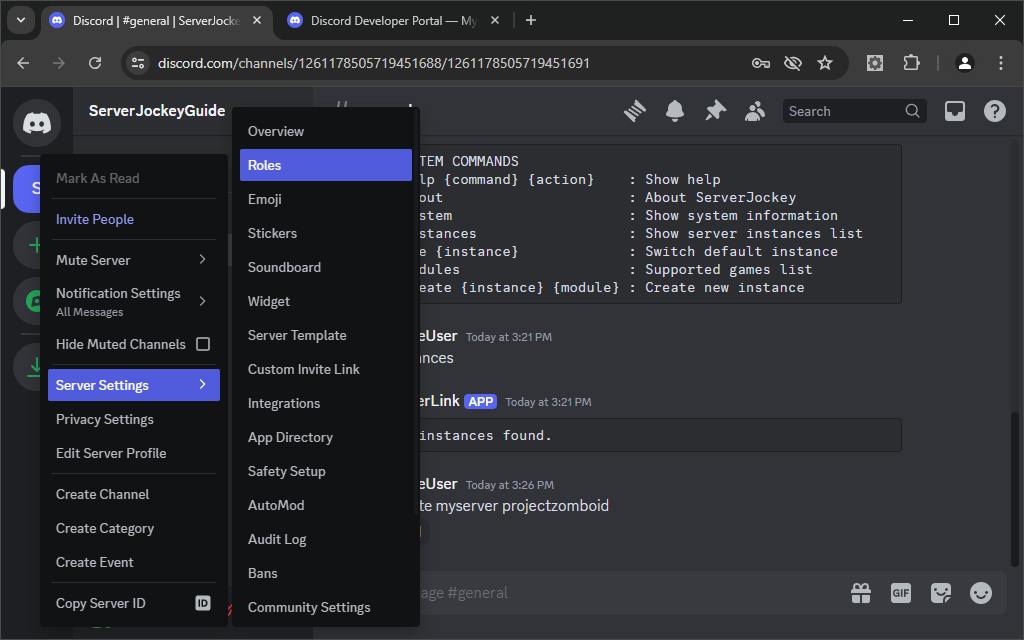 Discord | #general | ServerJocke
Discord Developer Portal — My
discord.com/channels/1261178505719451688/1261178505719451691
ServerJockeyGuide
Search
S
Mark As Read
Invite People
Mute Server
Notification Settings
All Messages
Hide Muted Channels
Server Settings
Privacy Settings
Edit Server Profile
Create Channel
Create Category
Create Event
Copy Server ID
ID
Overview
Roles
Emoji
Stickers
Soundboard
Widget
Server Template
Custom Invite Link
Integrations
App Directory
Safety Setup
AutoMod
Audit Log
Bans
Community Settings
TEM COMMANDS
lp {command} {action} : Show help
out : About ServerJockey
stem : Show system information
stances : Show server instances list
e {instance} : Switch default instance
dules : Supported games list
eate {instance} {module} : Create new instance
eUser Today at 3:21 PM
ances
erLink APP Today at 3:21 PM
instances found.
eUser Today at 3:26 PM
te myserver projectzomboid
age #general
GIF